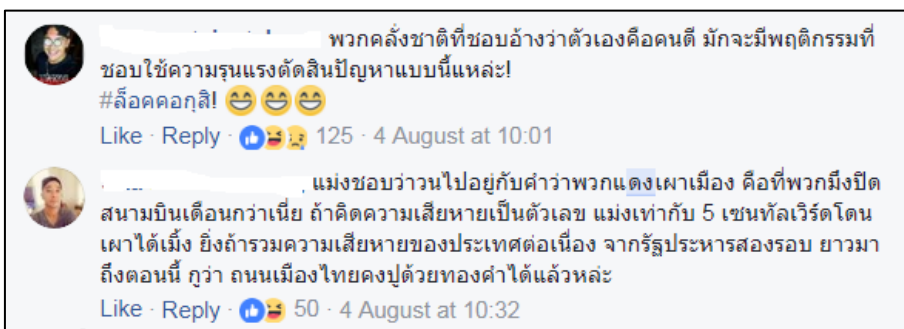 พวกคลั่งชาติที่ชอบอ้างว่าตัวเองคือคนดี มักจะมีพฤติกรรมที่
ชอบใช้ความรุนแรงตัดสินปัญหาแบบนี้แหล่ะ!
#ล็อคคอกุสิ! 😄😄😄
Like · Reply · 125 · 4 August at 10:01
แม่งชอบว่าวนไปอยู่กับคำว่าพวกแดงเผาเมือง คือที่พวกมึงปิด
สนามบินเดือนกว่าเนี่ย ถ้าคิดความเสียหายเป็นตัวเลข แม่งเท่ากับ 5 เซนทัลเวิร์ดโดน
เผาได้เมิ้ง ยิ่งถ้ารวมความเสียหายของประเทศต่อเนื่อง จากรัฐประหารสองรอบ ยาวมา
ถึงตอนนี้ กูว่า ถนนเมืองไทยคงปูด้วยทองคำได้แล้วหล่ะ
Like · Reply · 50 · 4 August at 10:32